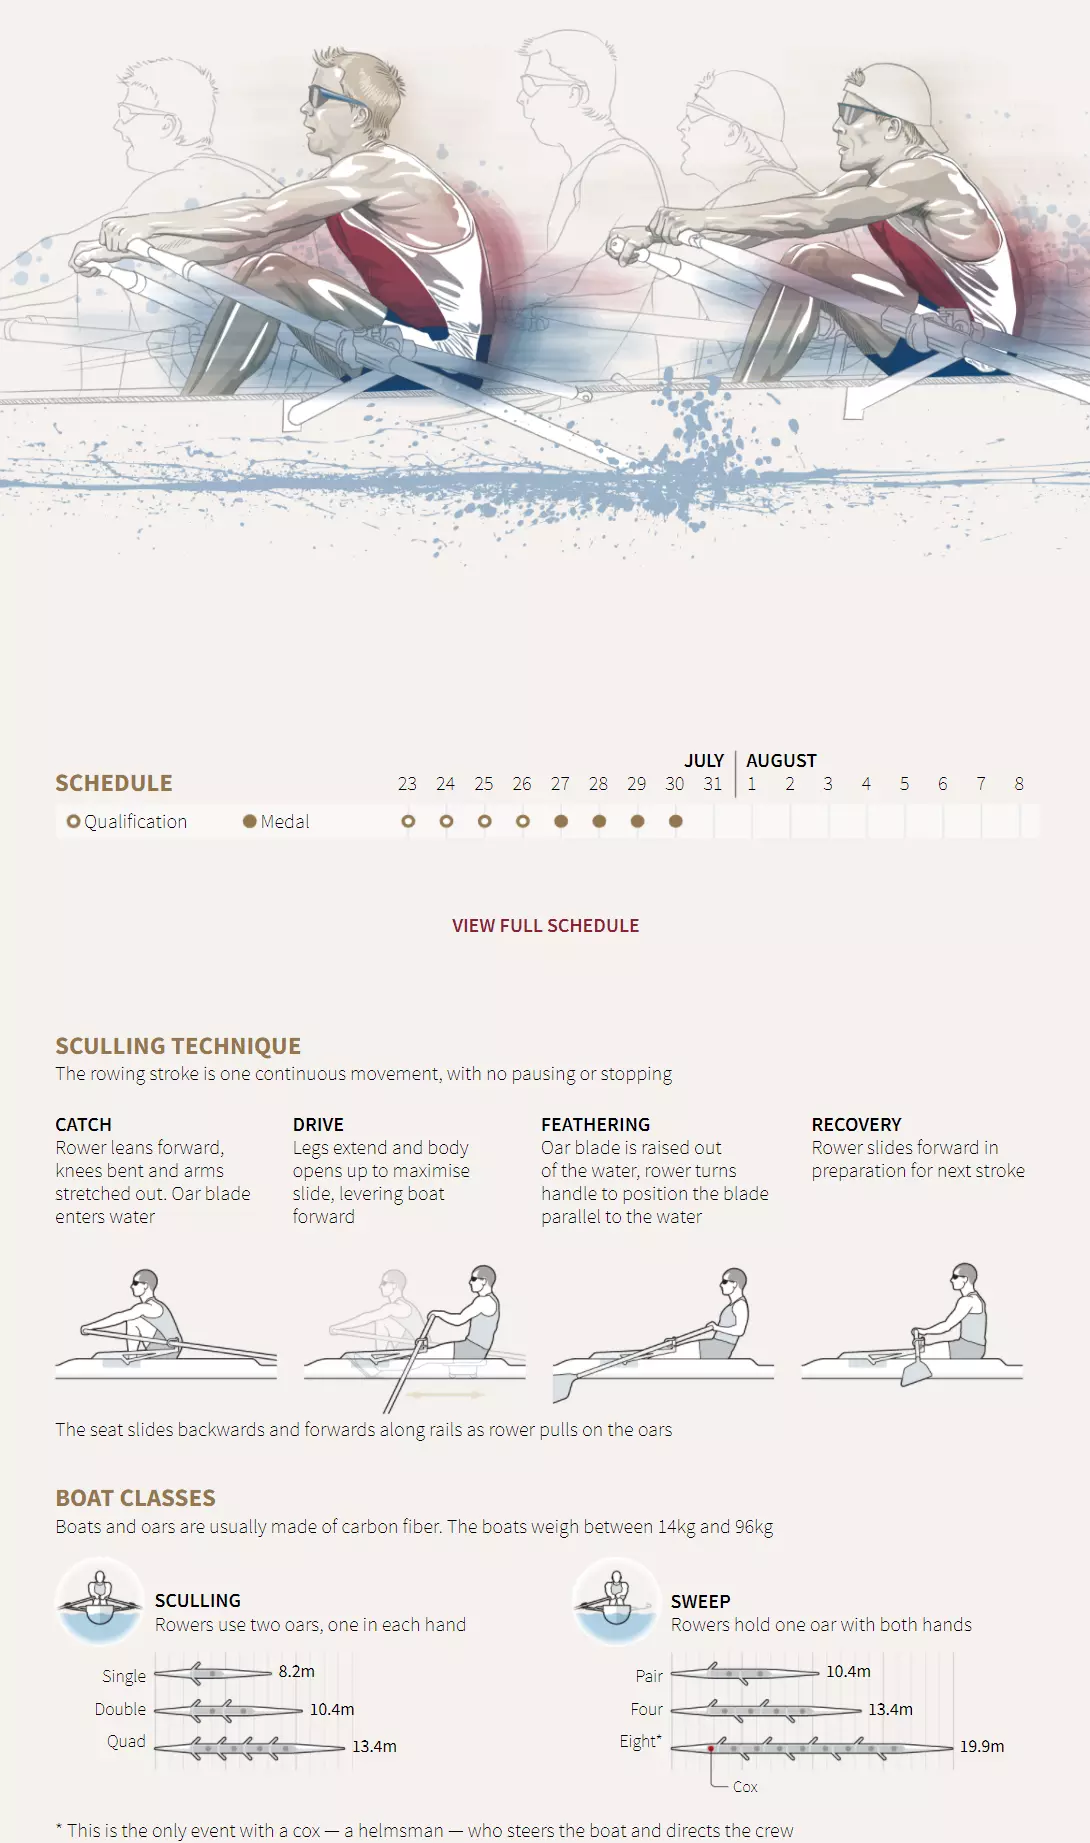 JULY AUGUST
SCHEDULE 23 24 25 26 27 28 29 30 31 1 2 3 4 5 6 7 8
Qualification Medal
VIEW FULL SCHEDULE
SCULLING TECHNIQUE
The rowing stroke is one continuous movement, with no pausing or stopping
CATCH
Rower leans forward,
knees bent and arms
stretched out. Oar blade
enters water
DRIVE
Legs extend and body
opens up to maximise
slide, levering boat
forward
FEATHERING
Oar blade is raised out
of the water, rower turns
handle to position the blade
parallel to the water
RECOVERY
Rower slides forward in
preparation for next stroke
The seat slides backwards and forwards along rails as rower pulls on the oars
BOAT CLASSES
Boats and oars are usually made of carbon fiber. The boats weigh between 14kg and 96kg
SCULLING
Rowers use two oars, one in each hand
Single 8.2m
Double 10.4m
Quad 13.4m
SWEEP
Rowers hold one oar with both hands
Pair 10.4m
Four 13.4m
Eight* 19.9m
Cox
* This is the only event with a cox — a helmsman — who steers the boat and directs the crew